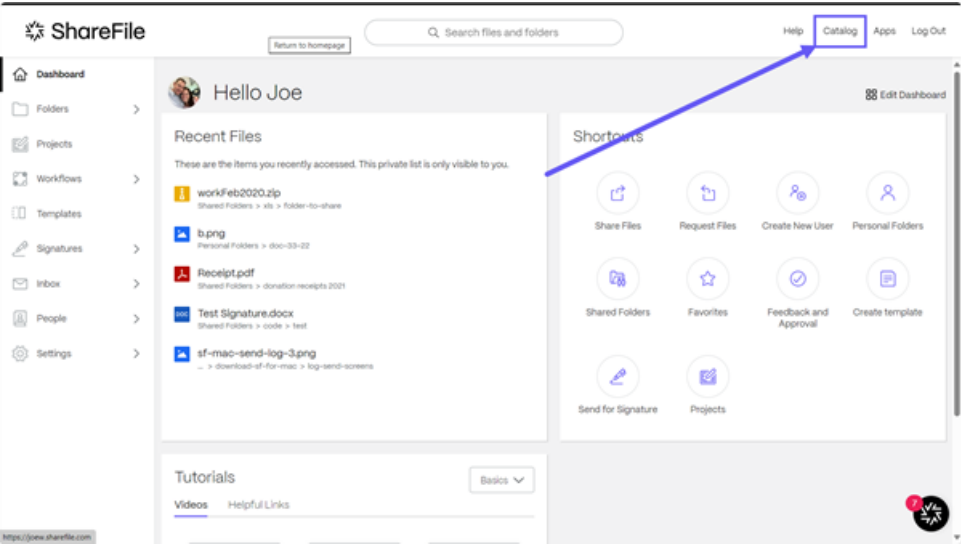 ShareFile
Return to homepage
Search files and folders
Help
Catalog
Apps
Log Out
Dashboard
Folders
Projects
Workflows
Templates
Signatures
Inbox
People
Settings
Hello Joe
Edit Dashboard
Recent Files
These are the items you recently accessed. This private list is only visible to you.
workFeb2020.zip
Shared Folders > xls > folder-to-share
b.png
Personal Folders > doc-33-22
Receipt.pdf
Shared Folders > donation receipts 2021
DOC
Test Signature.docx
Shared Folders > code > test
sf-mac-send-log-3.png
... > download-sf-for-mac > log-send-screens
Shortcuts
Share Files
Request Files
Create New User
Personal Folders
Shared Folders
Favorites
Feedback and
Approval
Create template
Send for Signature
Projects
Tutorials
Basics
Videos
Helpful Links
7
https://joew.sharefile.com